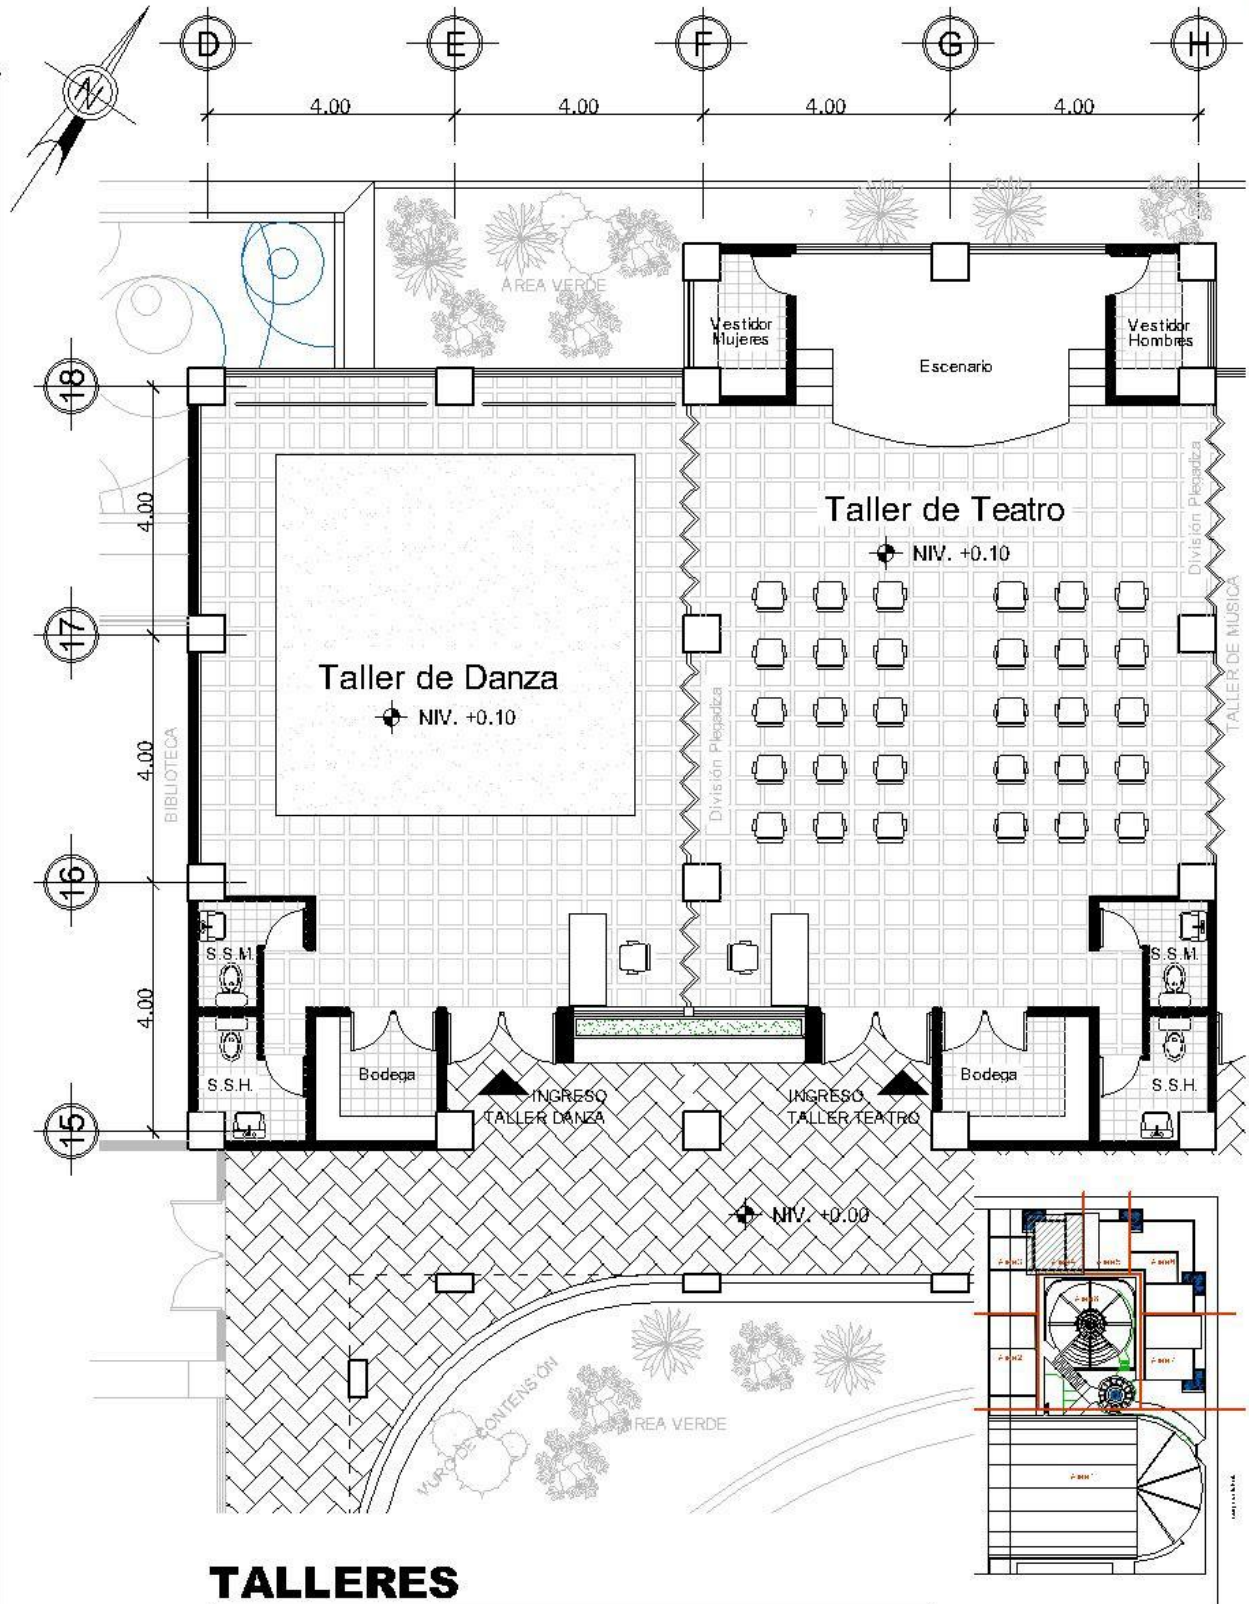 N
D
E
F
G
H
4.00
4.00
4.00
4.00
?
AREA VERDE
Vestidor
Mujeres
Vestidor
Hombres
Escenario
18
4.00
División Plegadiza
Taller de Teatro
NIV. +0.10
17
TALLER DE MUSICA
Taller de Danza
NIV. +0.10
División Plegadiza
BIBLIOTECA
4.00
16
S.S.M.
S.S.M.
4.00
S.S.H.
Bodega
Bodega
S.S.H.
INGRESO
TALLER DANZA
INGRESO
TALLER TEATRO
15
NIV. +0.00
MURO DE CONTENSIÓN
AREA VERDE
TALLERES